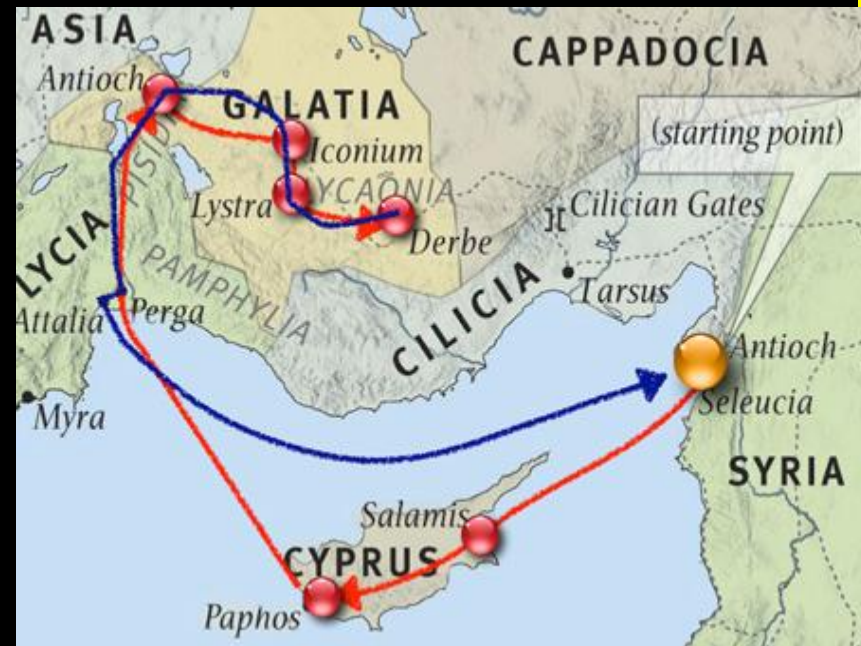 ASIA
CAPPADOCIA
Antioch
GALATIA
(starting point)
Iconium
PISID
LYCAONIA
Lystra
Cilician Gates
Derbe
LYCIA
PAMPHYLIA
CILICIA
Tarsus
Attalia
Perga
Antioch
Myra
Seleucia
SYRIA
Salamis
CYPRUS
Paphos